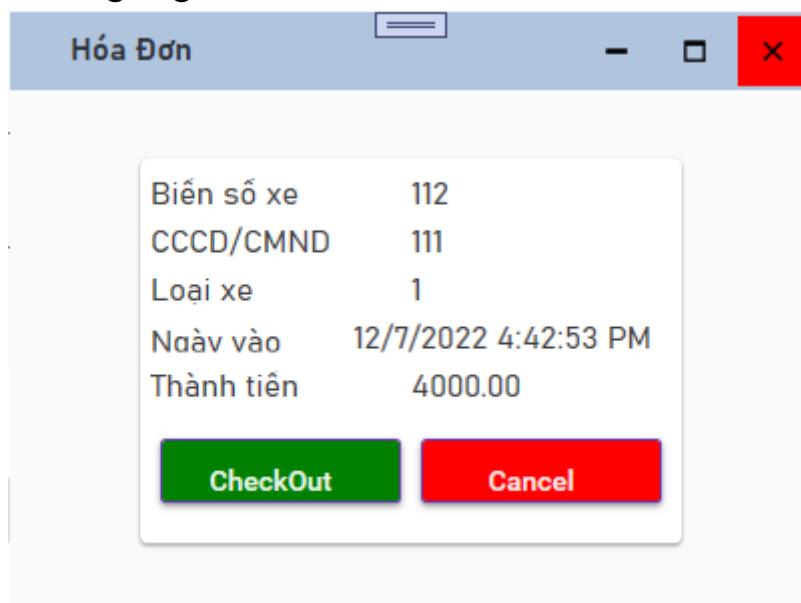 Hóa Đơn
Biển số xe 112
CCCD/CMND 111
Loại xe 1
Ngày vào 12/7/2022 4:42:53 PM
Thành tiền 4000.00
CheckOut Cancel